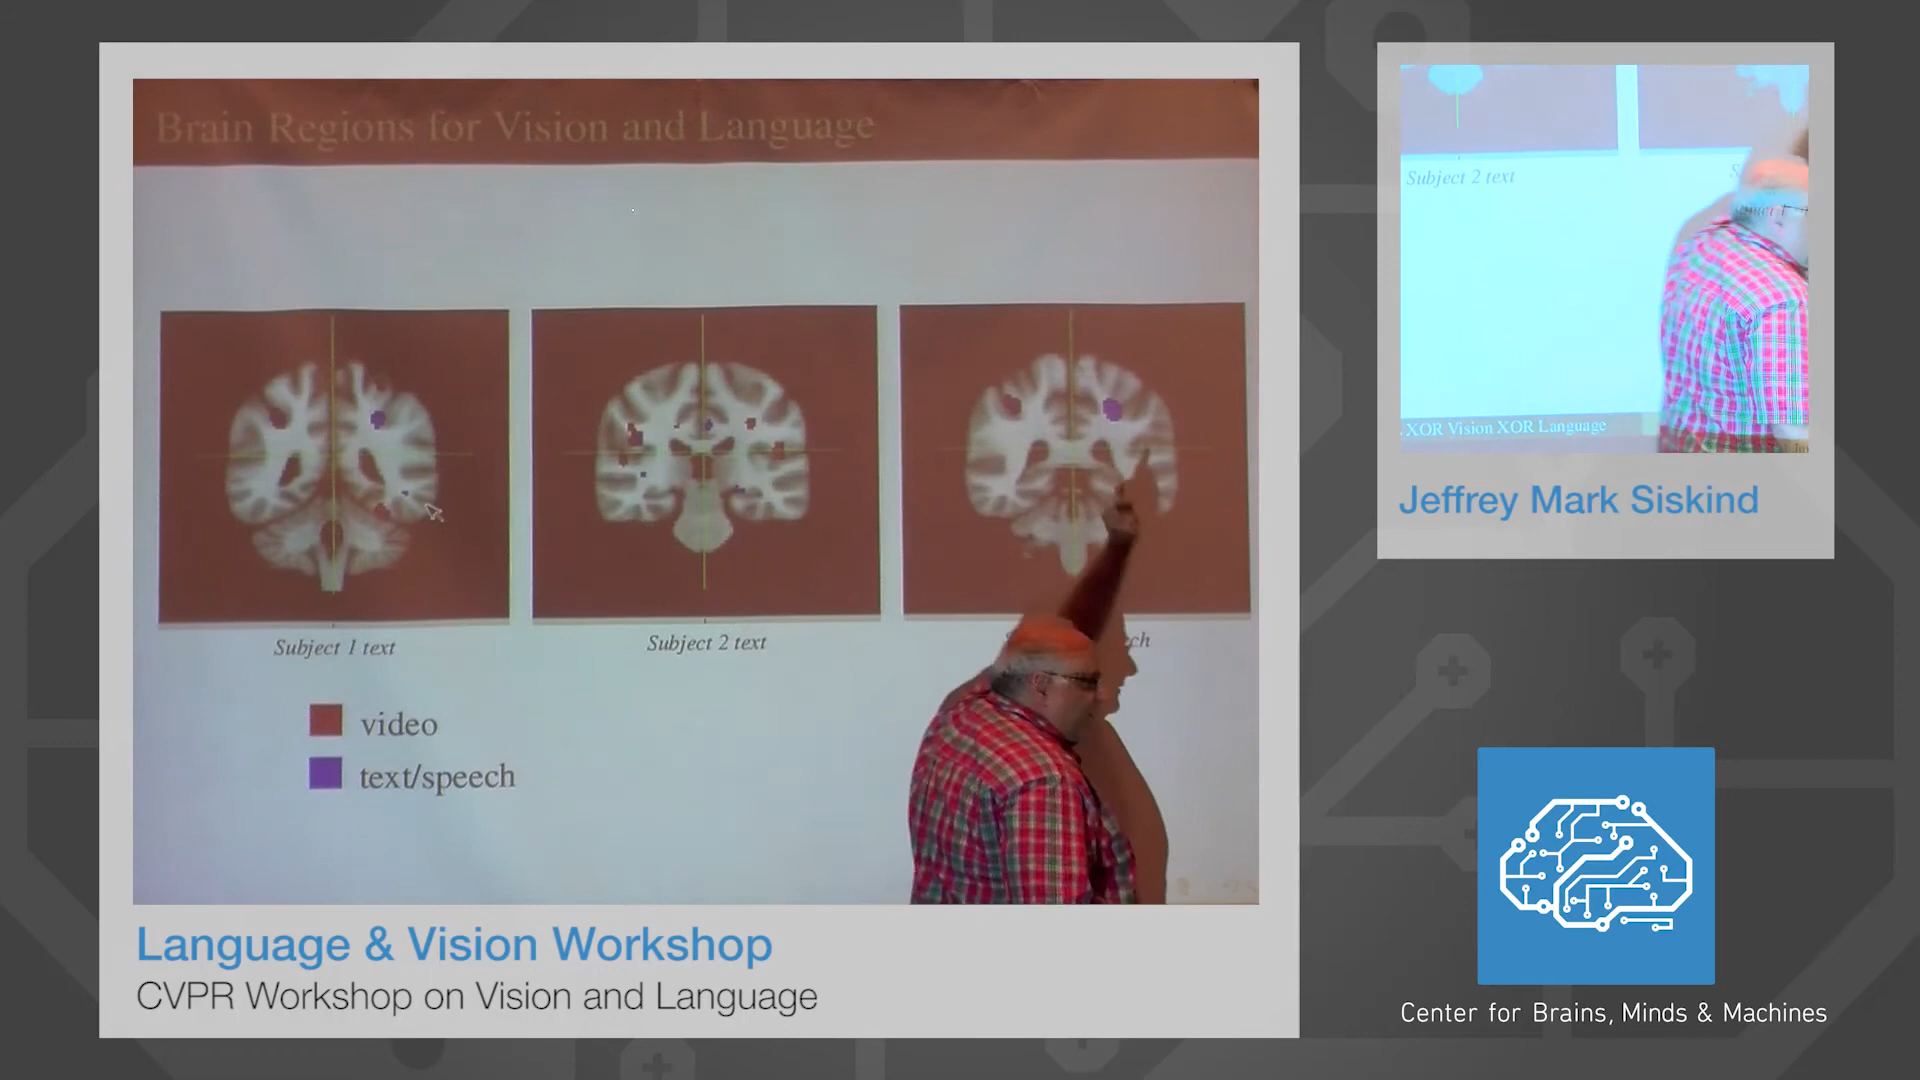 Brain Regions for Vision and Language
Subject 1 text
Subject 2 text
video
text/speech
Language & Vision Workshop
CVPR Workshop on Vision and Language
Subject 2 text
XOR Vision XOR Language
Jeffrey Mark Siskind
Center for Brains, Minds & Machines